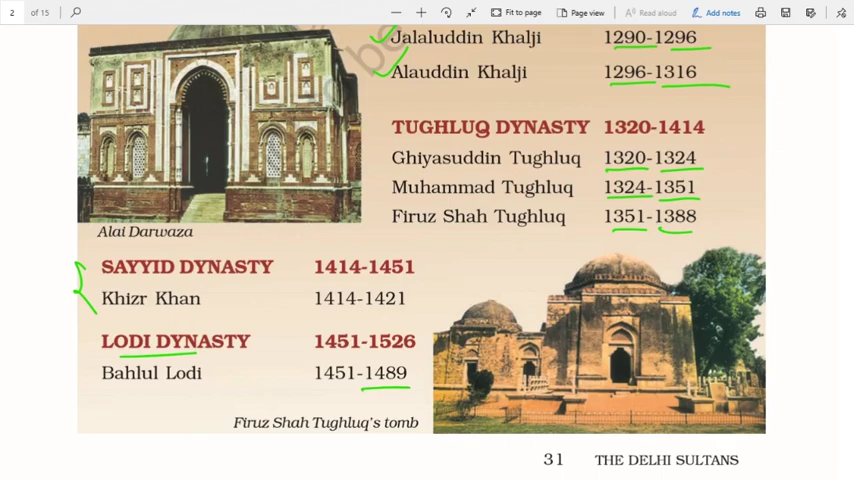 2 of 15
Fit to page
Page view
Read aloud
Add notes
be
Jalaluddin Khalji 1290-1296
Alauddin Khalji 1296-1316
TUGHLUQ DYNASTY 1320-1414
Ghiyasuddin Tughluq 1320-1324
Muhammad Tughluq 1324-1351
Firuz Shah Tughluq 1351-1388
Alai Darwaza
SAYYID DYNASTY 1414-1451
Khizr Khan 1414-1421
LODI DYNASTY 1451-1526
Bahlul Lodi 1451-1489
Firuz Shah Tughluq's tomb
31 THE DELHI SULTANS